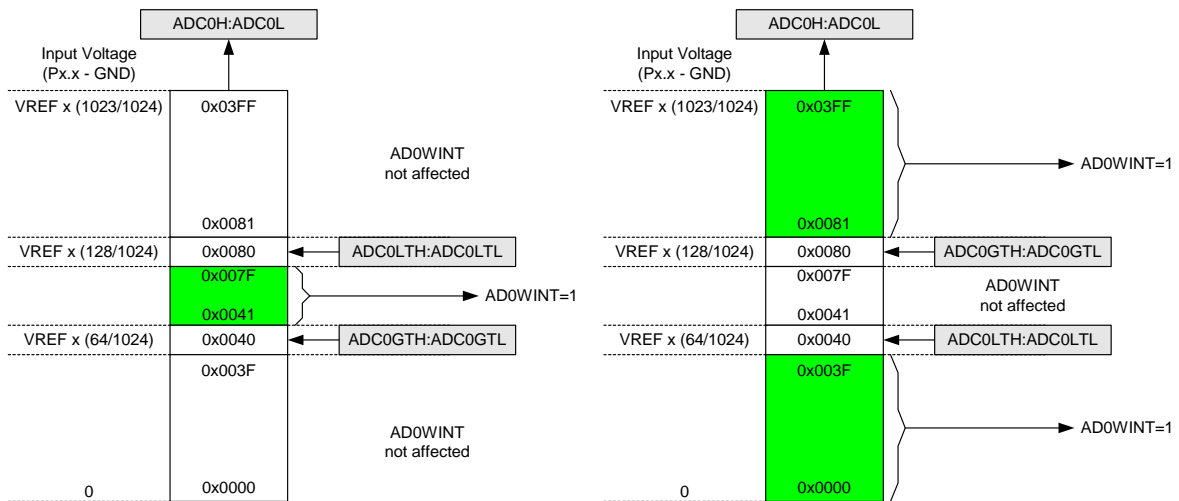 ADC0H:ADC0L
Input Voltage
(Px.x - GND)
VREF x (1023/1024)
0x03FF
AD0WINT
not affected
0x0081
VREF x (128/1024)
0x0080
ADC0LTH:ADC0LTL
0x007F
AD0WINT=1
0x0041
VREF x (64/1024)
0x0040
ADC0GTH:ADC0GTL
0x003F
AD0WINT
not affected
0
0x0000
ADC0H:ADC0L
Input Voltage
(Px.x - GND)
VREF x (1023/1024)
0x03FF
AD0WINT=1
0x0081
VREF x (128/1024)
0x0080
ADC0GTH:ADC0GTL
0x007F
AD0WINT
not affected
0x0041
VREF x (64/1024)
0x0040
ADC0LTH:ADC0LTL
0x003F
AD0WINT=1
0
0x0000